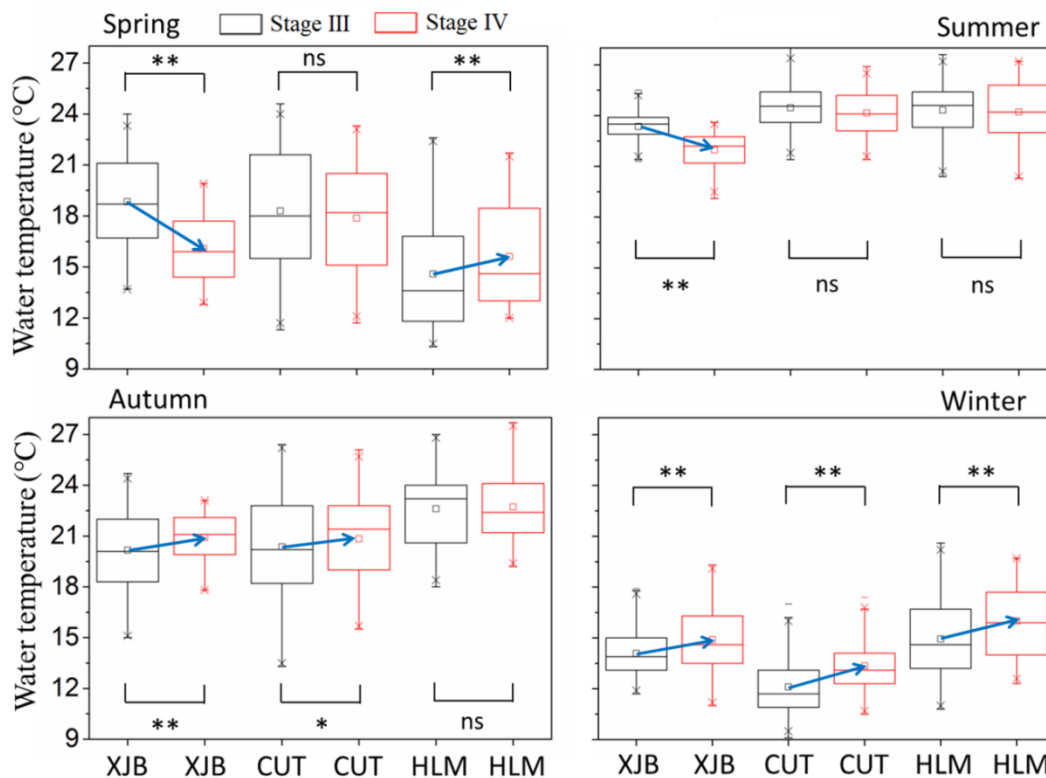 Spring Stage III Stage IV Summer
Water temperature (℃)
27
24
21
18
15
12
9
** ns **
** ns ns
Autumn Winter
Water temperature (℃)
27
24
21
18
15
12
9
** ** **
** * ns
XJB XJB CUT CUT HLM HLM XJB XJB CUT CUT HLM HLM